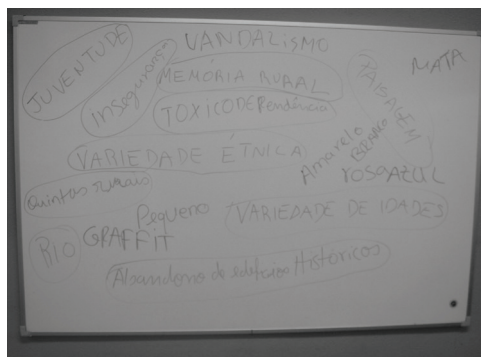 JUVENTUDE
VANDALISMO
INSEGURANÇA
MEMÓRIA RURAL
TOXICODEPENDÊNCIA
PAISAGEM
MATA
VARIEDADE ÉTNICA
Amarelo
BRANCO
rosa AZUL
Quintas rurais
Pequeno
VARIEDADE DE IDADES
RIO
GRAFFIT
Abandono de edificios Históricos